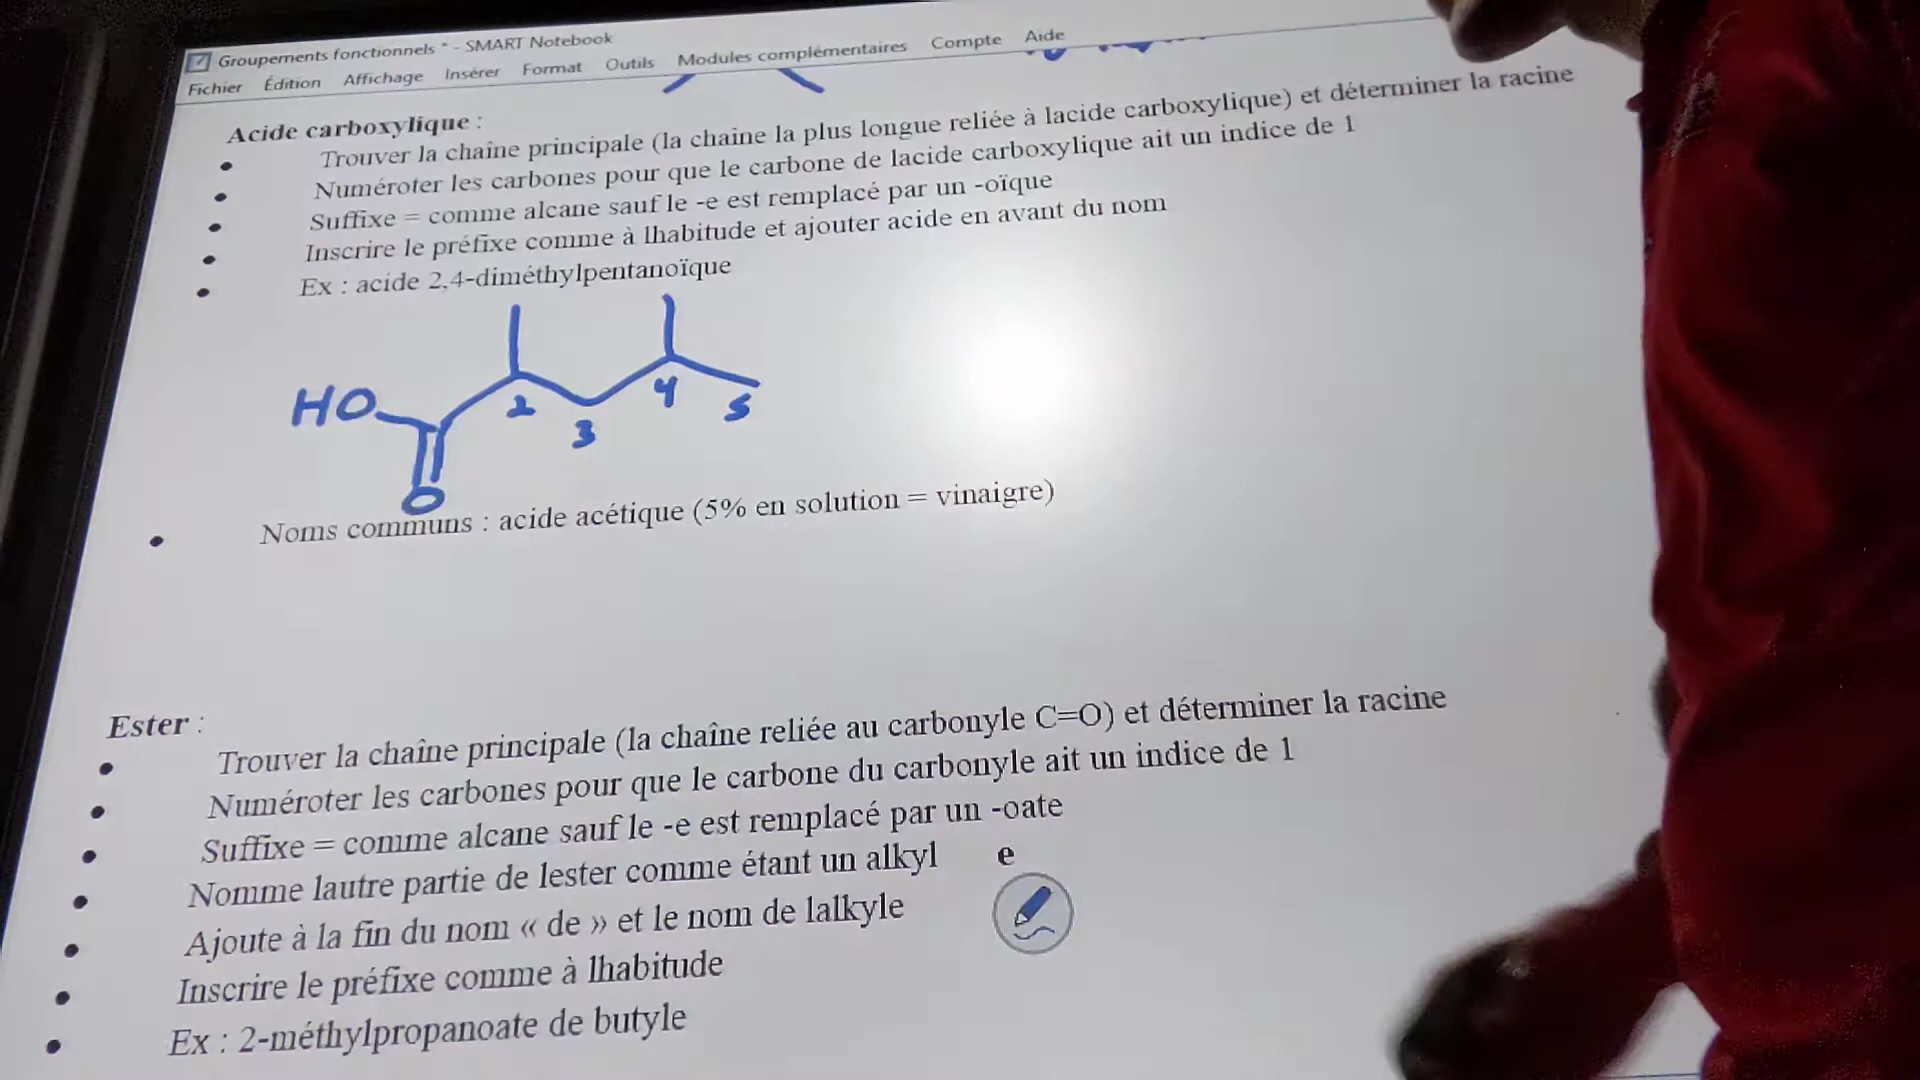 Groupements fonctionnels * - SMART Notebook
Fichier Édition Affichage Insérer Format Outils Modules complémentaires Compte Aide
Acide carboxylique :
• Trouver la chaîne principale (la chaîne la plus longue reliée à lacide carboxylique) et déterminer la racine
• Numéroter les carbones pour que le carbone de lacide carboxylique ait un indice de 1
• Suffixe = comme alcane sauf le -e est remplacé par un -oïque
• Inscrire le préfixe comme à lhabitude et ajouter acide en avant du nom
• Ex : acide 2,4-diméthylpentanoïque
HO 2 3 4 5
O
• Noms communs : acide acétique (5% en solution = vinaigre)
Ester :
• Trouver la chaîne principale (la chaîne reliée au carbonyle C=O) et déterminer la racine
• Numéroter les carbones pour que le carbone du carbonyle ait un indice de 1
• Suffixe = comme alcane sauf le -e est remplacé par un -oate
• Nomme lautre partie de lester comme étant un alkyl e
• Ajoute à la fin du nom « de » et le nom de lalkyle
• Inscrire le préfixe comme à lhabitude
• Ex : 2-méthylpropanoate de butyle